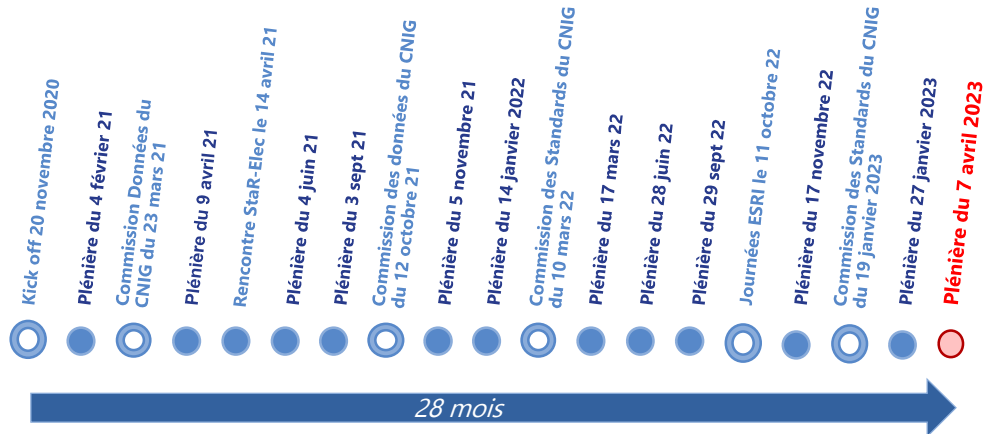 Kick off 20 novembre 2020
Plénière du 4 février 21
Commission Données du
CNIG du 23 mars 21
Plénière du 9 avril 21
Rencontre StaR-Elec le 14 avril 21
Plénière du 4 juin 21
Plénière du 3 sept 21
Commission des données du CNIG
du 12 octobre 21
Plénière du 5 novembre 21
Plénière du 14 janvier 2022
Commission des Standards du CNIG
du 10 mars 22
Plénière du 17 mars 22
Plénière du 28 juin 22
Plénière du 29 sept 22
Journées ESRI le 11 octobre 22
Plénière du 17 novembre 22
Commission des Standards du CNIG
du 19 janvier 2023
Plénière du 27 janvier 2023
Plénière du 7 avril 2023
28 mois